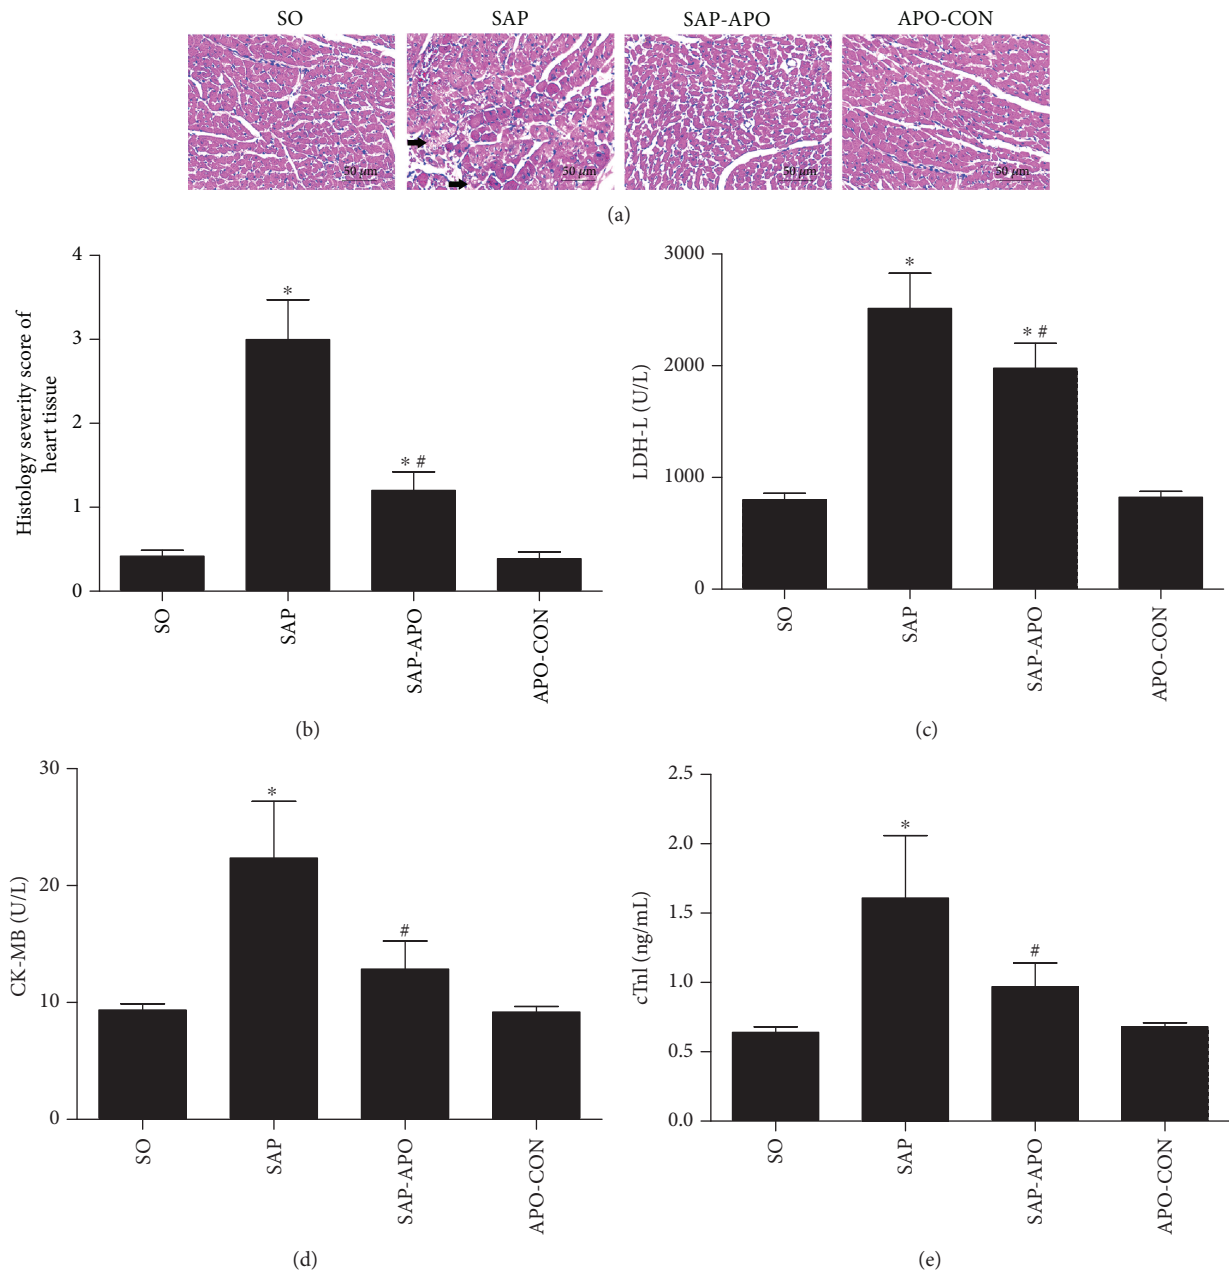 SO SAP SAP-APO APO-CON
50 μm 50 μm 50 μm 50 μm
(a)
4
3
2
1
0
Histology severity score of
heart tissue
* * #
SO SAP SAP-APO APO-CON
(b)
3000
2000
1000
0
LDH-L (U/L)
* * #
SO SAP SAP-APO APO-CON
(c)
30
20
10
0
CK-MB (U/L)
* #
SO SAP SAP-APO APO-CON
(d)
2.5
2.0
1.5
1.0
0.5
0.0
cTnl (ng/mL)
* #
SO SAP SAP-APO APO-CON
(e)